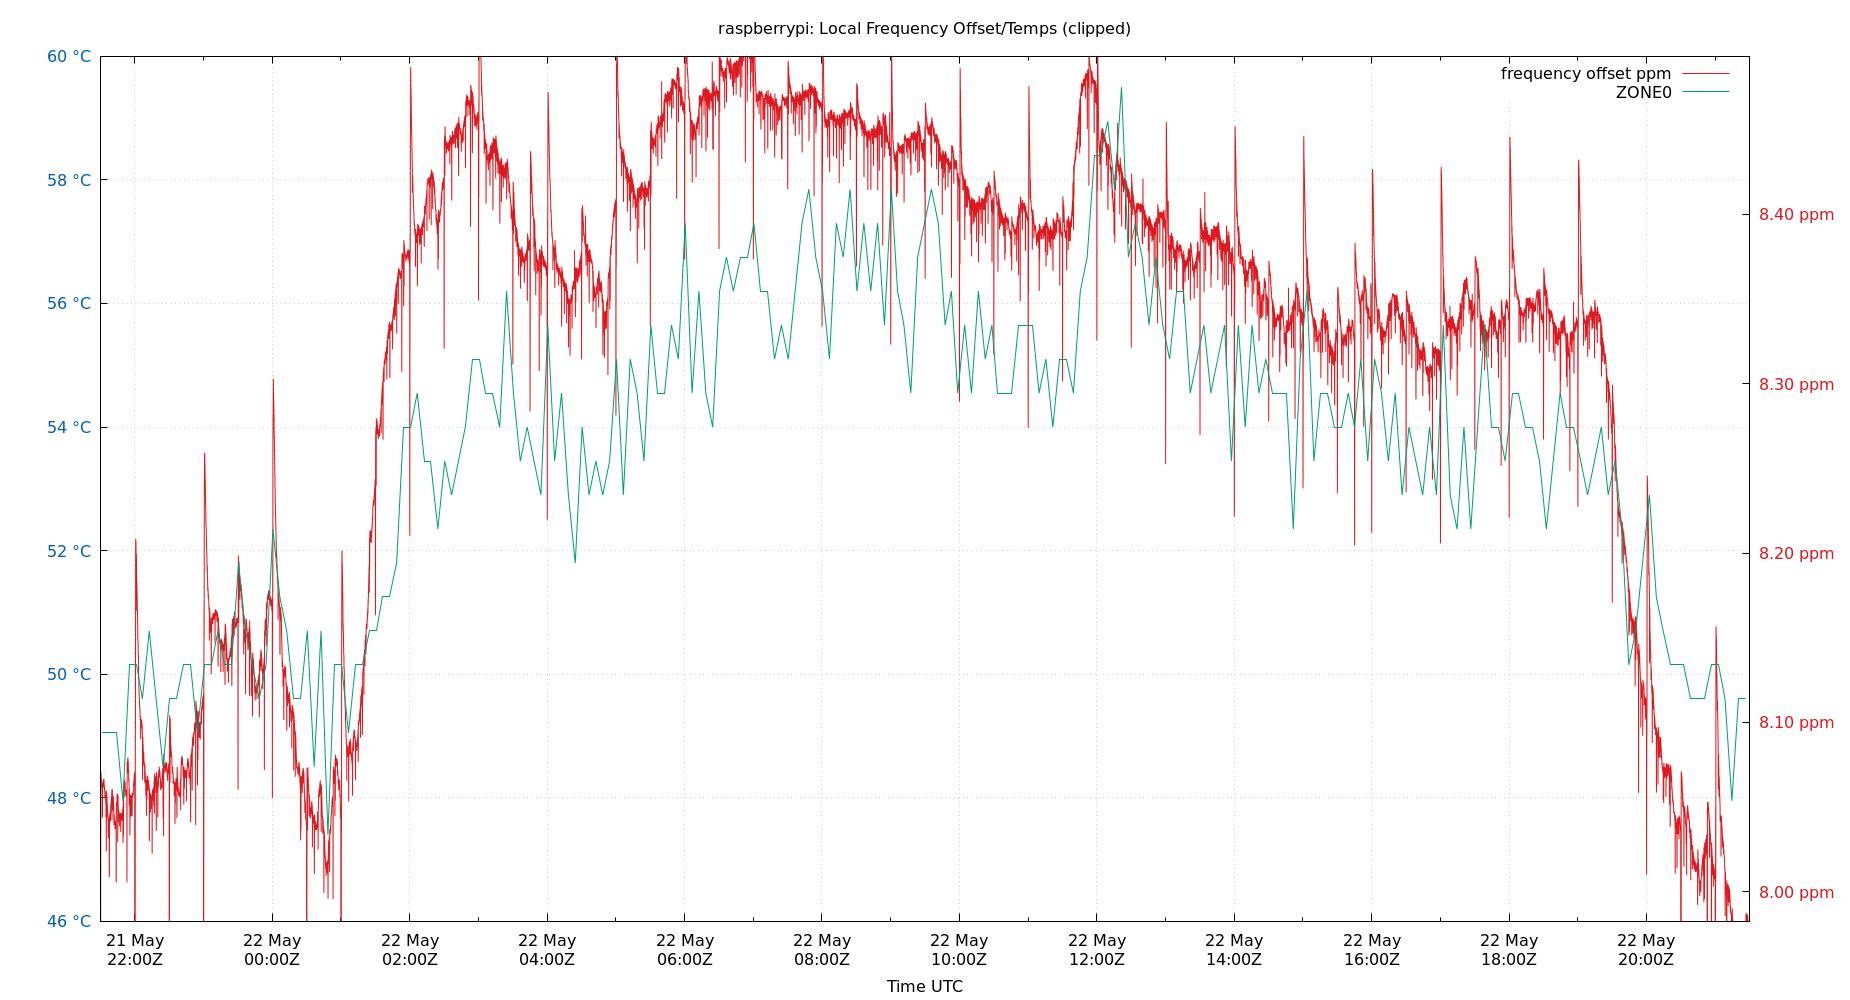 raspberrypi: Local Frequency Offset/Temps (clipped)
frequency offset ppm
ZONE0
60 °C
58 °C
56 °C
54 °C
52 °C
50 °C
48 °C
46 °C
8.40 ppm
8.30 ppm
8.20 ppm
8.10 ppm
8.00 ppm
21 May 22 May 22 May 22 May 22 May 22 May 22 May 22 May 22 May 22 May 22 May 22 May
22:00Z 00:00Z 02:00Z 04:00Z 06:00Z 08:00Z 10:00Z 12:00Z 14:00Z 16:00Z 18:00Z 20:00Z
Time UTC